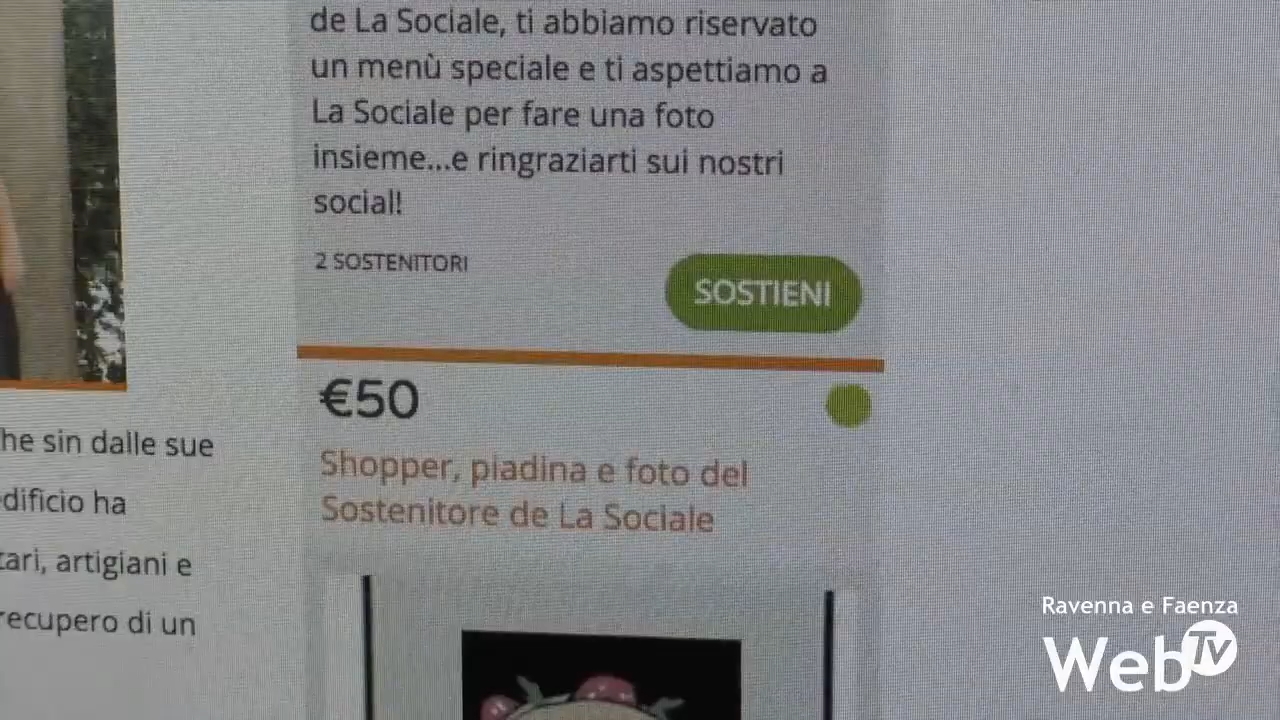 de La Sociale, ti abbiamo riservato
un menù speciale e ti aspettiamo a
La Sociale per fare una foto
insieme...e ringraziarti sui nostri
social!
2 SOSTENITORI
SOSTIENI
€50
Shopper, piadina e foto del
Sostenitore de La Sociale
he sin dalle sue
dificio ha
tari, artigiani e
recupero di un
Ravenna e Faenza
Web TV